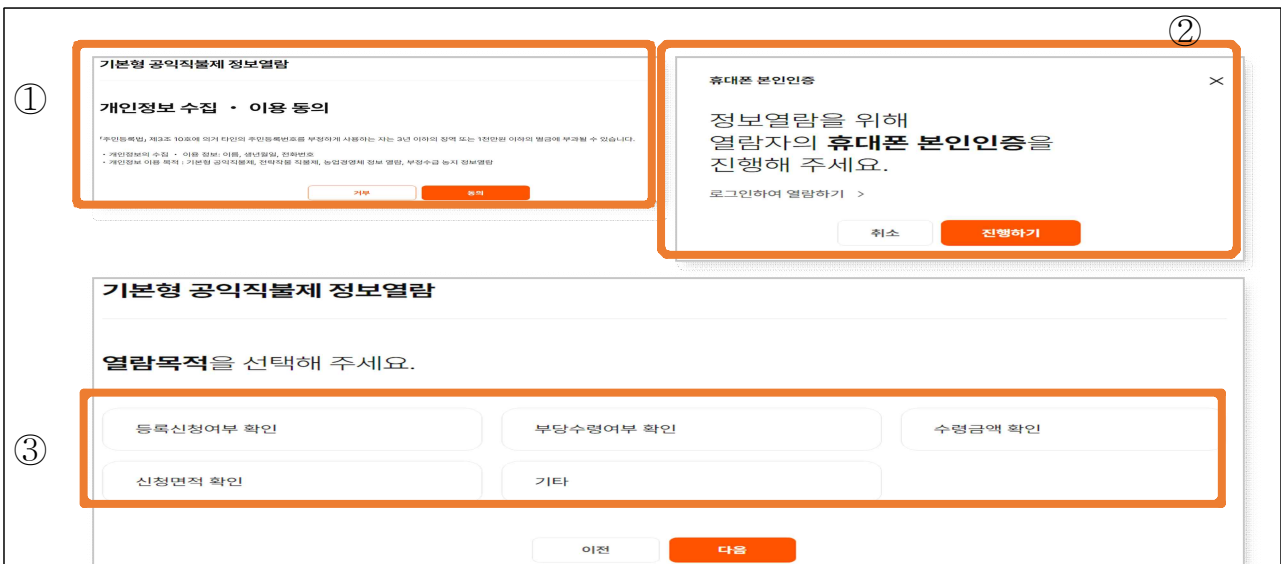 ①
기본형 공익직불제 정보열람
개인정보 수집 · 이용 동의
「주민등록법」 제3조 10호에 의거 타인의 주민등록번호를 부정하게 사용하는 자는 3년 이하의 징역 또는 1천만원 이하의 벌금에 부과될 수 있습니다.
- 개인정보의 수집 · 이용 정보: 이름, 생년월일, 전화번호
- 개인정보 이용 목적 : 기본형 공익직불제, 전략작물 직불제, 농업경영체 정보 열람, 부정수급 농지 정보열람
거부 동의
②
휴대폰 본인인증 ×
정보열람을 위해
열람자의 휴대폰 본인인증을
진행해 주세요.
로그인하여 열람하기 >
취소 진행하기
기본형 공익직불제 정보열람
열람목적을 선택해 주세요.
③
등록신청여부 확인 부당수령여부 확인 수령금액 확인
신청면적 확인 기타
이전 다음